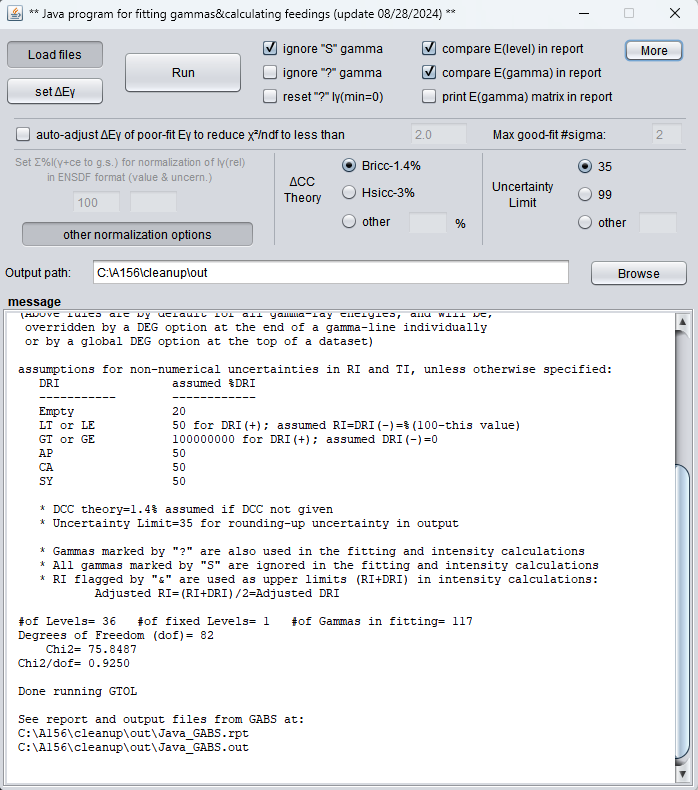 ** Java program for fitting gammas&calculating feedings (update 08/28/2024) **
Load files
set ΔEγ
Run
ignore "S" gamma
ignore "?" gamma
reset "?" Iγ(min=0)
compare E(level) in report
compare E(gamma) in report
print E(gamma) matrix in report
More
auto-adjust ΔEγ of poor-fit Eγ to reduce χ²/ndf to less than
2.0
Max good-fit #sigma:
2
Set Σ%I(γ+ce to g.s.) for normalization of Iγ(rel)
in ENSDF format (value & uncern.)
100
other normalization options
ΔCC
Theory
Bricc-1.4%
Hsicc-3%
other
%
Uncertainty
Limit
35
99
other
Output path:
C:\A156\cleanup\out
Browse
message
(Above rules are by default for all gamma-ray energies, and will be,
overridden by a DEG option at the end of a gamma-line individually
or by a global DEG option at the top of a dataset)
assumptions for non-numerical uncertainties in RI and TI, unless otherwise specified:
DRI assumed %DRI
----------- ------------
Empty 20
LT or LE 50 for DRI(+); assumed RI=DRI(-)=%(100-this value)
GT or GE 100000000 for DRI(+); assumed DRI(-)=0
AP 50
CA 50
SY 50
* DCC theory=1.4% assumed if DCC not given
* Uncertainty Limit=35 for rounding-up uncertainty in output
* Gammas marked by "?" are also used in the fitting and intensity calculations
* All gammas marked by "S" are ignored in the fitting and intensity calculations
* RI flagged by "&" are used as upper limits (RI+DRI) in intensity calculations:
Adjusted RI=(RI+DRI)/2=Adjusted DRI
#of Levels= 36 #of fixed Levels= 1 #of Gammas in fitting= 117
Degrees of Freedom (dof)= 82
Chi2= 75.8487
Chi2/dof= 0.9250
Done running GTOL
See report and output files from GABS at:
C:\A156\cleanup\out\Java_GABS.rpt
C:\A156\cleanup\out\Java_GABS.out